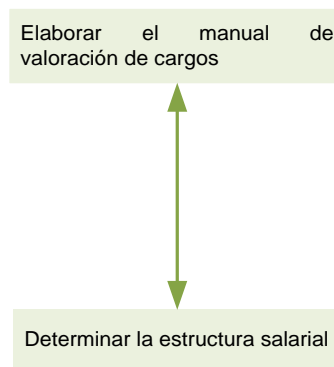 Elaborar el manual de
valoración de cargos
Determinar la estructura salarial